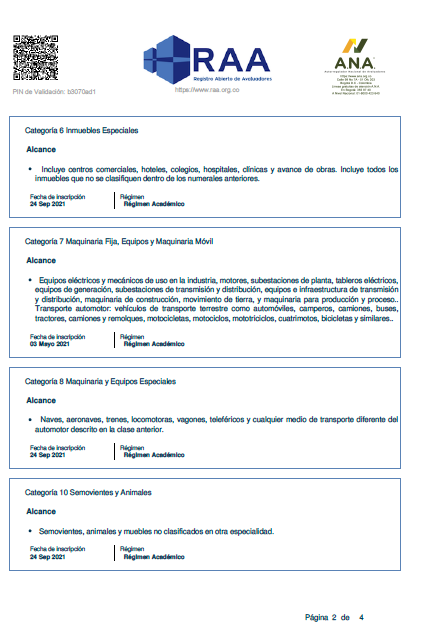 RAA
Registro Abierto de Avaluadores
https://www.raa.org.co
A.N.A.
PIN de Validación: b3070ad1
Categoría 6 Inmuebles Especiales
Alcance
• Incluye centros comerciales, hoteles, colegios, hospitales, clínicas y avance de obras. Incluye todos los
inmuebles que no se clasifiquen dentro de los numerales anteriores.
Fecha de inscripción
24 Sep 2021
Régimen
Régimen Académico
Categoría 7 Maquinaria Fija, Equipos y Maquinaria Móvil
Alcance
• Equipos eléctricos y mecánicos de uso en la industria, motores, subestaciones de planta, tableros eléctricos,
equipos de generación, subestaciones de transmisión y distribución, equipos e infraestructura de transmisión
y distribución, maquinaria de construcción, movimiento de tierra, y maquinaria para producción y proceso..
Transporte automotor: vehículos de transporte terrestre como automóviles, camperos, camiones, buses,
tractores, camiones y remolques, motocicletas, motociclos, mototriciclos, cuatrimotos, bicicletas y similares..
Fecha de inscripción
03 Mayo 2021
Régimen
Régimen Académico
Categoría 8 Maquinaria y Equipos Especiales
Alcance
• Naves, aeronaves, trenes, locomotoras, vagones, teleféricos y cualquier medio de transporte diferente del
automotor descrito en la clase anterior.
Fecha de inscripción
24 Sep 2021
Régimen
Régimen Académico
Categoría 10 Semovientes y Animales
Alcance
• Semovientes, animales y muebles no clasificados en otra especialidad.
Fecha de inscripción
24 Sep 2021
Régimen
Régimen Académico
Página 2 de 4